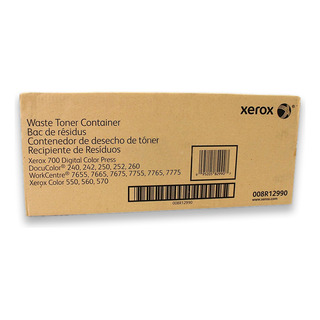 xerox
Waste Toner Container
Bac de résidus
Contenedor de desecho de tóner
Recipiente de Resíduos
Xerox 700 Digital Color Press
DocuColor 240, 242, 250, 252, 260
WorkCentre® 7655, 7665, 7675, 7755, 7765, 7775
Xerox Color 550, 560, 570
008R12990
008R12990